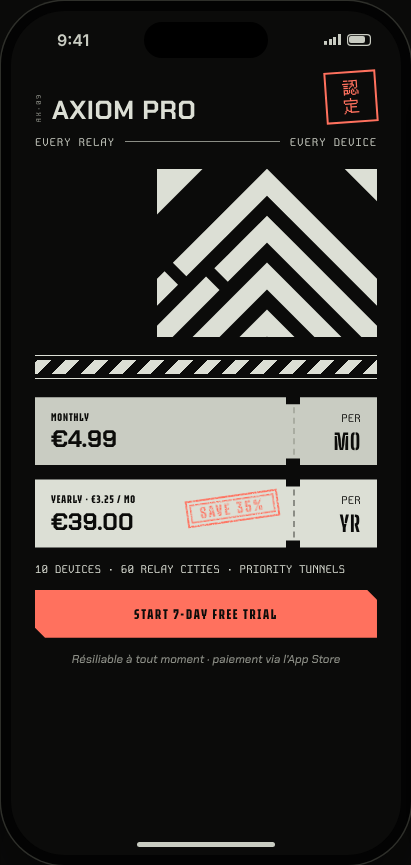 9:41
認定
AX-09
AXIOM PRO
EVERY RELAY
EVERY DEVICE
MONTHLY
€4.99
PER
MO
YEARLY · €3.25 / MO
€39.00
SAVE 35%
PER
YR
10 DEVICES · 60 RELAY CITIES · PRIORITY TUNNELS
START 7-DAY FREE TRIAL
Résiliable à tout moment · paiement via l'App Store